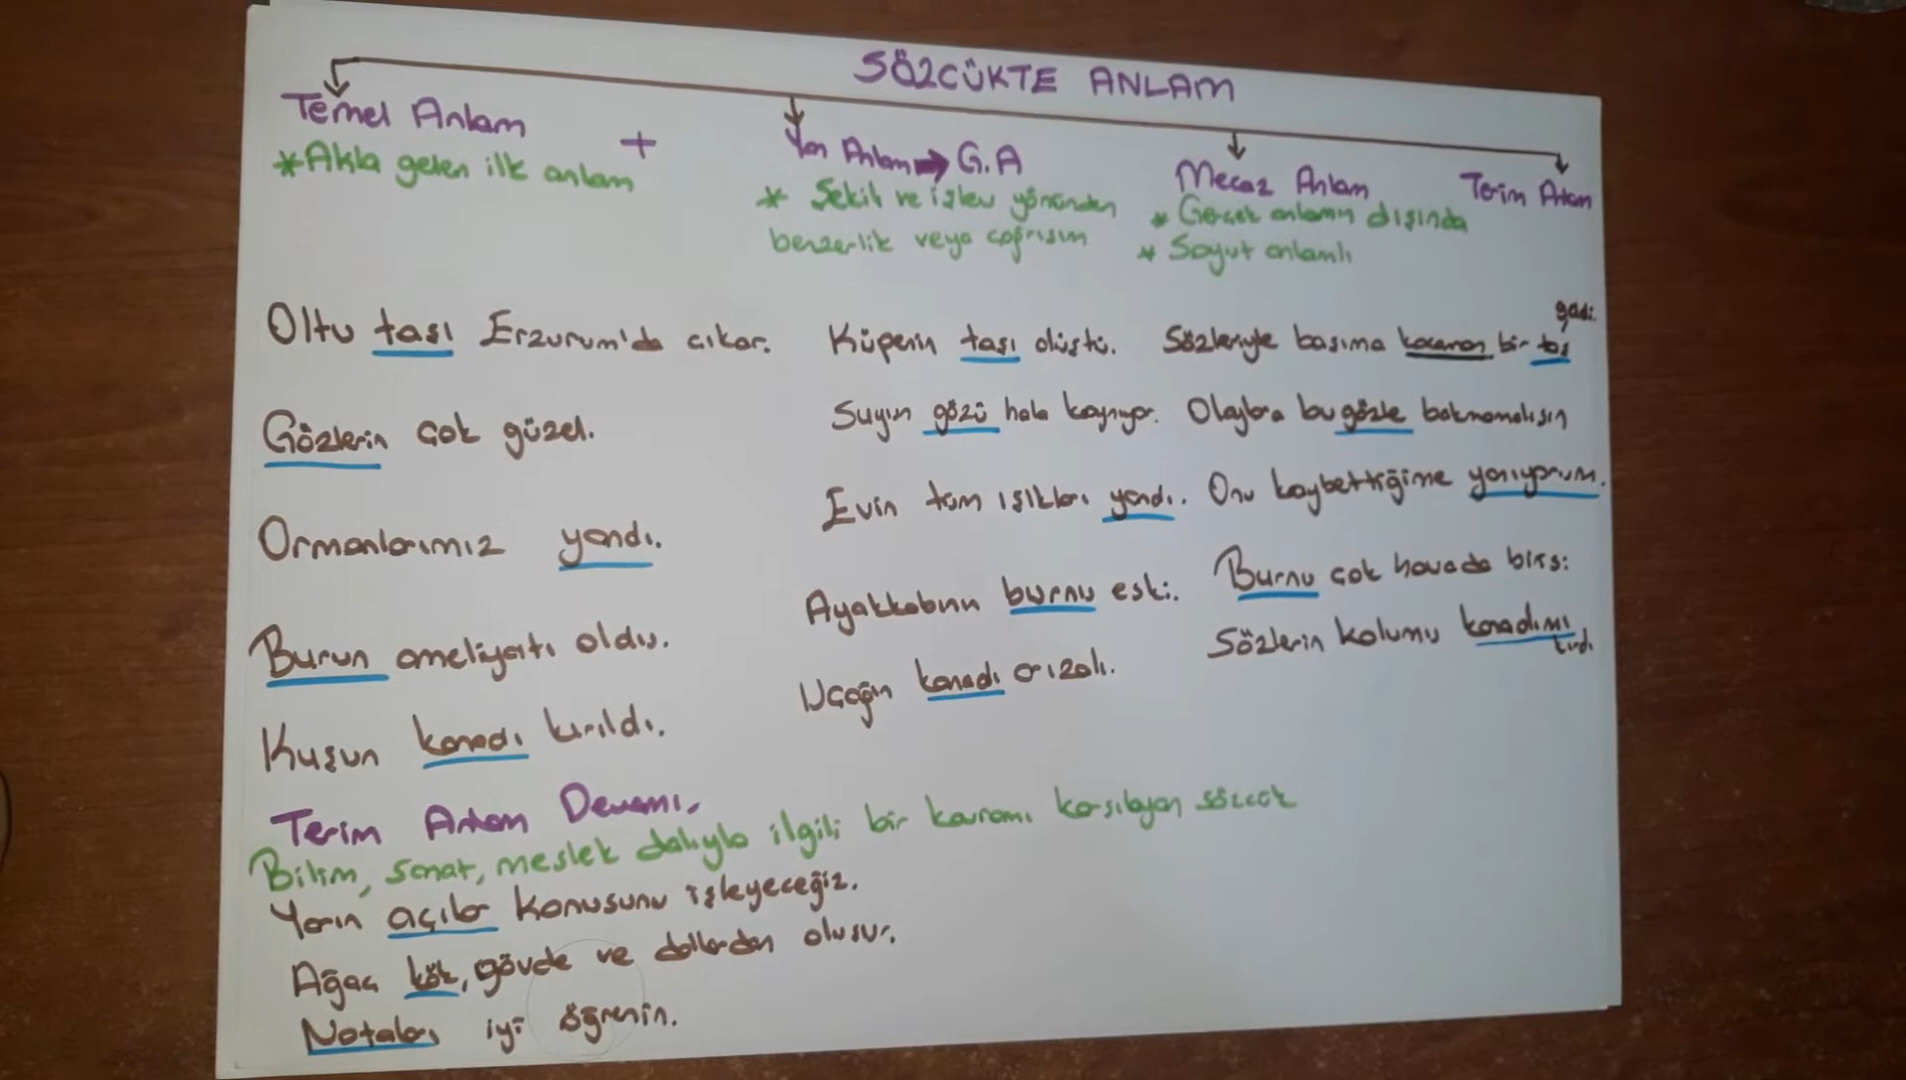 SÖZCÜKTE ANLAM
Temel Anlam
+
Yan Anlam → G.A
Mecaz Anlam
Terim Anlam
*Akla gelen ilk anlam
* Şekil ve işlev yönünden
benzerlik veya çağrışım
* Gerçek anlamın dışında
* Soyut anlamlı
Oltu taşı Erzurum'da çıkar.
Gözlerin çok güzel.
Ormanlarımız yandı.
Burun ameliyatı oldu.
Kuşun kanadı kırıldı.
Küpenin taşı düştü.
Suyun gözü hala kaynıyor.
Evin tüm ışıkları yandı.
Ayakkabının burnu eski.
Uçağın kanadı arızalı.
Sözleriyle başıma kocaman bir taş
Olaylara bu gözle bakmamalısın
Onu kaybettiğime yanıyorum.
Burnu çok havada birisi
Sözlerin kolumu kanadımı
kırdı.
Terim Anlam Devamı.
Bilim, sanat, meslek dalıyla ilgili bir kavramı karşılayan sözcük
Yarın açılar konusunu işleyeceğiz.
Ağaç kök, gövde ve dallardan oluşur.
Notaları iyi öğrenin.